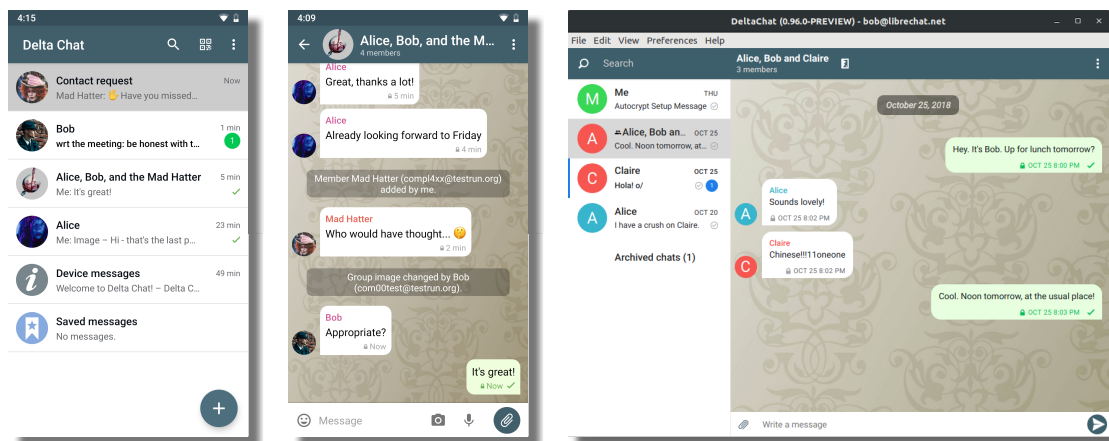 4:15
Delta Chat
Contact request
Now
Mad Hatter: 🖐 Have you missed...
Bob
1 min
wrt the meeting: be honest with t...
1
Alice, Bob, and the Mad Hatter
5 min
Me: It's great!
Alice
23 min
Me: Image – Hi - that's the last p...
Device messages
49 min
Welcome to Delta Chat! – Delta C...
Saved messages
No messages.
+
4:09
Alice, Bob, and the M...
4 members
Alice
Great, thanks a lot!
5 min
Alice
Already looking forward to Friday
4 min
Member Mad Hatter (compl4xx@testrun.org)
added by me.
Mad Hatter
Who would have thought... 🤔
2 min
Group image changed by Bob
(com00test@testrun.org).
Bob
Appropriate?
Now
It's great!
Now
Message
DeltaChat (0.96.0-PREVIEW) - bob@librechat.net
File Edit View Preferences Help
Search
Alice, Bob and Claire
3 members
M
Me
THU
Autocrypt Setup Message
A
Alice, Bob an...
OCT 25
Cool. Noon tomorrow, at...
C
Claire
OCT 25
Hola! o/
1
A
Alice
OCT 20
I have a crush on Claire.
Archived chats (1)
October 25, 2018
Hey. It's Bob. Up for lunch tomorrow?
OCT 25 8:00 PM
Alice
Sounds lovely!
A
OCT 25 8:02 PM
Claire
Chinese!!!11oneone
C
OCT 25 8:02 PM
Cool. Noon tomorrow, at the usual place!
OCT 25 8:03 PM
Write a message